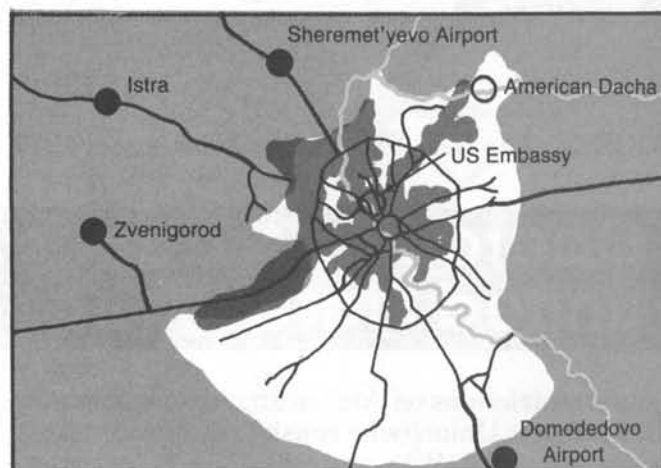 Sheremet'yevo Airport
Istra
American Dacha
US Embassy
Zvenigorod
Domodedovo
Airport